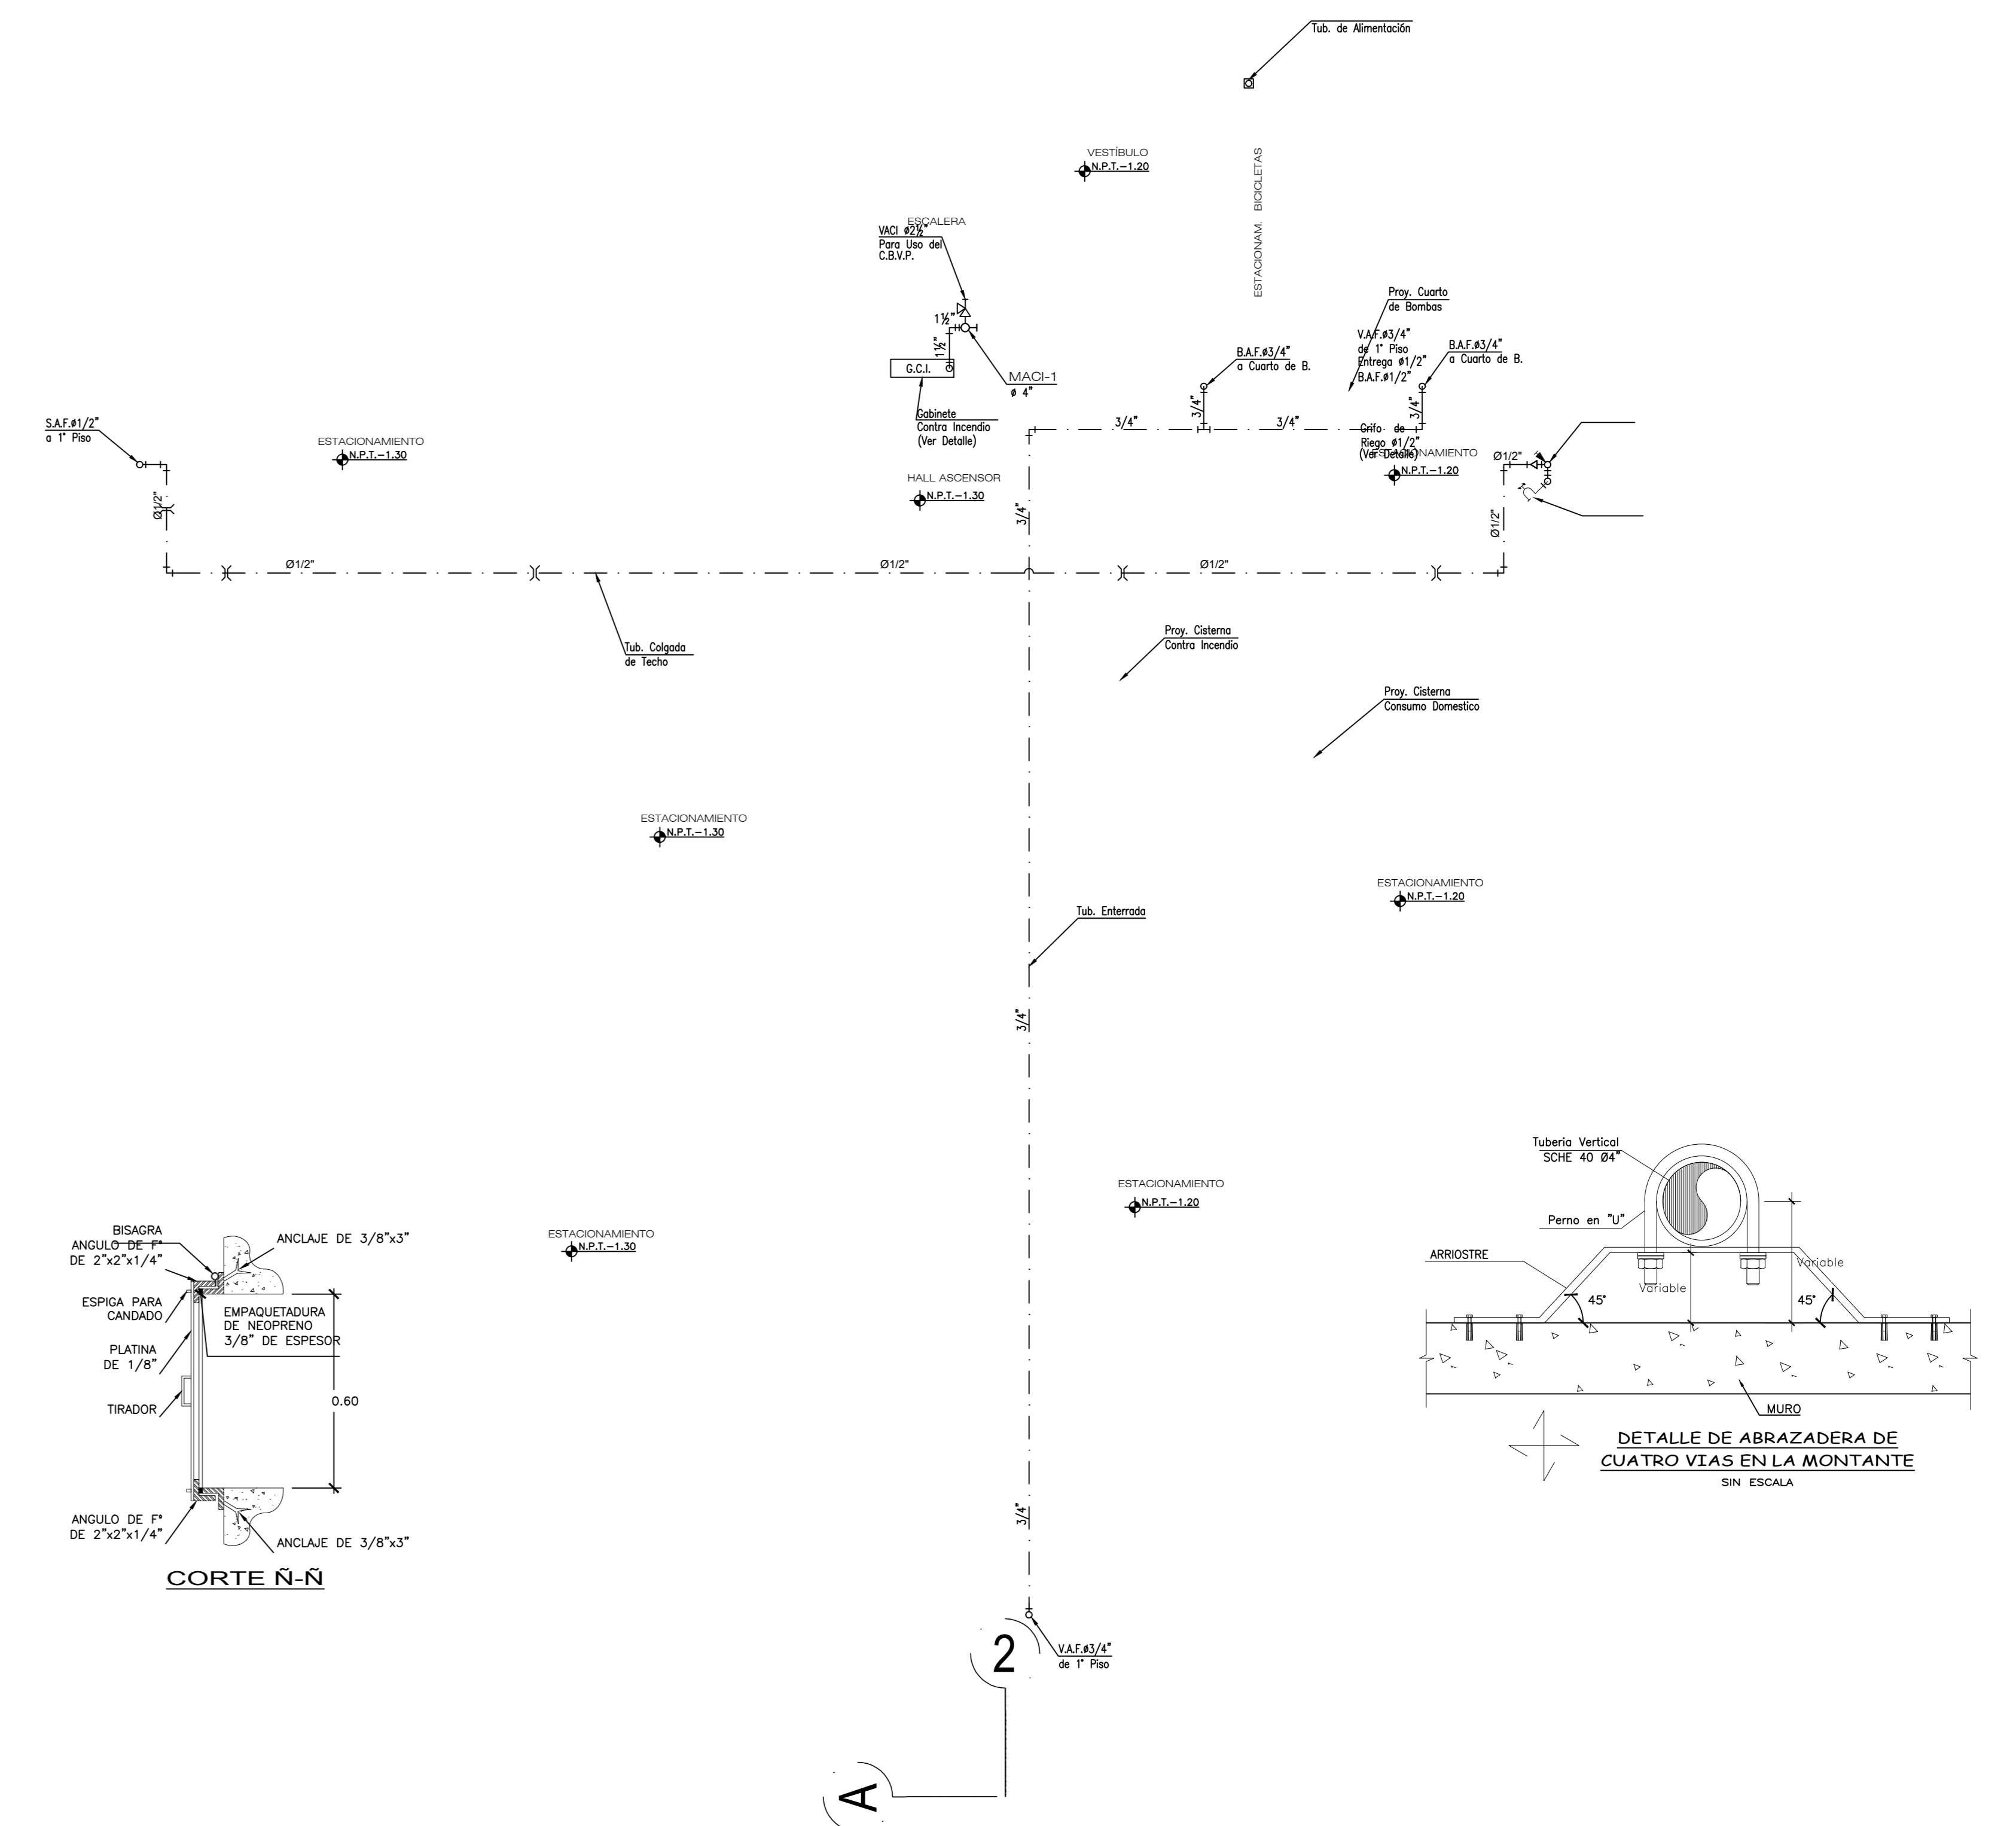 Tub. de Alimentación
VESTÍBULO
N.P.T.-1.20
ESTACIONAM. BICICLETAS
ESCALERA
VACI ø2½"
Para Uso del
C.B.V.P.
1½"
1½"
G.C.I.
MACI-1
ø 4"
Gabinete
Contra Incendio
(Ver Detalle)
Proy. Cuarto
de Bombas
V.A.F.ø3/4"
de 1° Piso
Entrega ø1/2"
B.A.F.ø1/2"
B.A.F.ø3/4"
a Cuarto de B.
B.A.F.ø3/4"
a Cuarto de B.
3/4"
3/4"
3/4"
3/4"
Grifo de
Riego ø1/2"
(Ver Detalle)
ESTACIONAMIENTO
N.P.T.-1.20
Ø1/2"
Ø1/2"
S.A.F.ø1/2"
a 1° Piso
ESTACIONAMIENTO
N.P.T.-1.30
HALL ASCENSOR
N.P.T.-1.30
3/4"
Ø1/2"
Ø1/2"
Ø1/2"
Ø1/2"
Tub. Colgada
de Techo
Proy. Cisterna
Contra Incendio
Proy. Cisterna
Consumo Domestico
ESTACIONAMIENTO
N.P.T.-1.30
ESTACIONAMIENTO
N.P.T.-1.20
Tub. Enterrada
3/4"
ESTACIONAMIENTO
N.P.T.-1.20
ESTACIONAMIENTO
N.P.T.-1.30
3/4"
V.A.F.ø3/4"
de 1° Piso
2
A
BISAGRA
ANGULO DE F°
DE 2"x2"x1/4"
ANCLAJE DE 3/8"x3"
ESPIGA PARA
CANDADO
EMPAQUETADURA
DE NEOPRENO
3/8" DE ESPESOR
PLATINA
DE 1/8"
TIRADOR
0.60
ANGULO DE F°
DE 2"x2"x1/4"
ANCLAJE DE 3/8"x3"
CORTE Ñ-Ñ
Tuberia Vertical
SCHE 40 Ø4"
Perno en "U"
ARRIOSTRE
Variable
Variable
45°
45°
MURO
DETALLE DE ABRAZADERA DE
CUATRO VIAS EN LA MONTANTE
SIN ESCALA